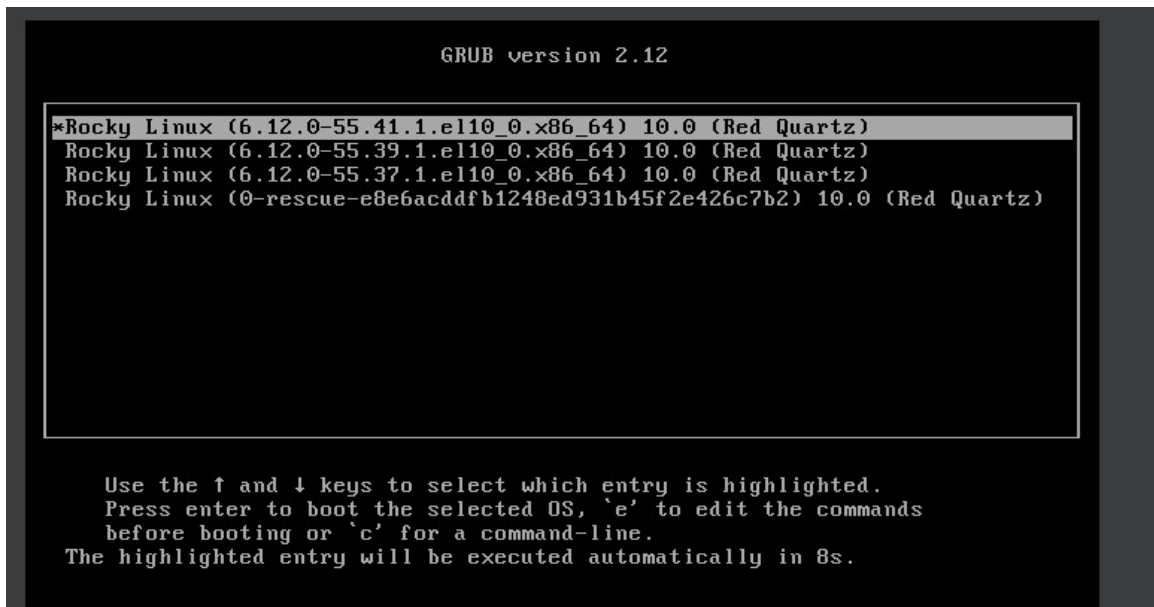 GRUB version 2.12
*Rocky Linux (6.12.0-55.41.1.el10_0.x86_64) 10.0 (Red Quartz)
Rocky Linux (6.12.0-55.39.1.el10_0.x86_64) 10.0 (Red Quartz)
Rocky Linux (6.12.0-55.37.1.el10_0.x86_64) 10.0 (Red Quartz)
Rocky Linux (0-rescue-e8e6acddfb1248ed931b45f2e426c7b2) 10.0 (Red Quartz)
Use the ↑ and ↓ keys to select which entry is highlighted.
Press enter to boot the selected OS, `e' to edit the commands
before booting or `c' for a command-line.
The highlighted entry will be executed automatically in 8s.